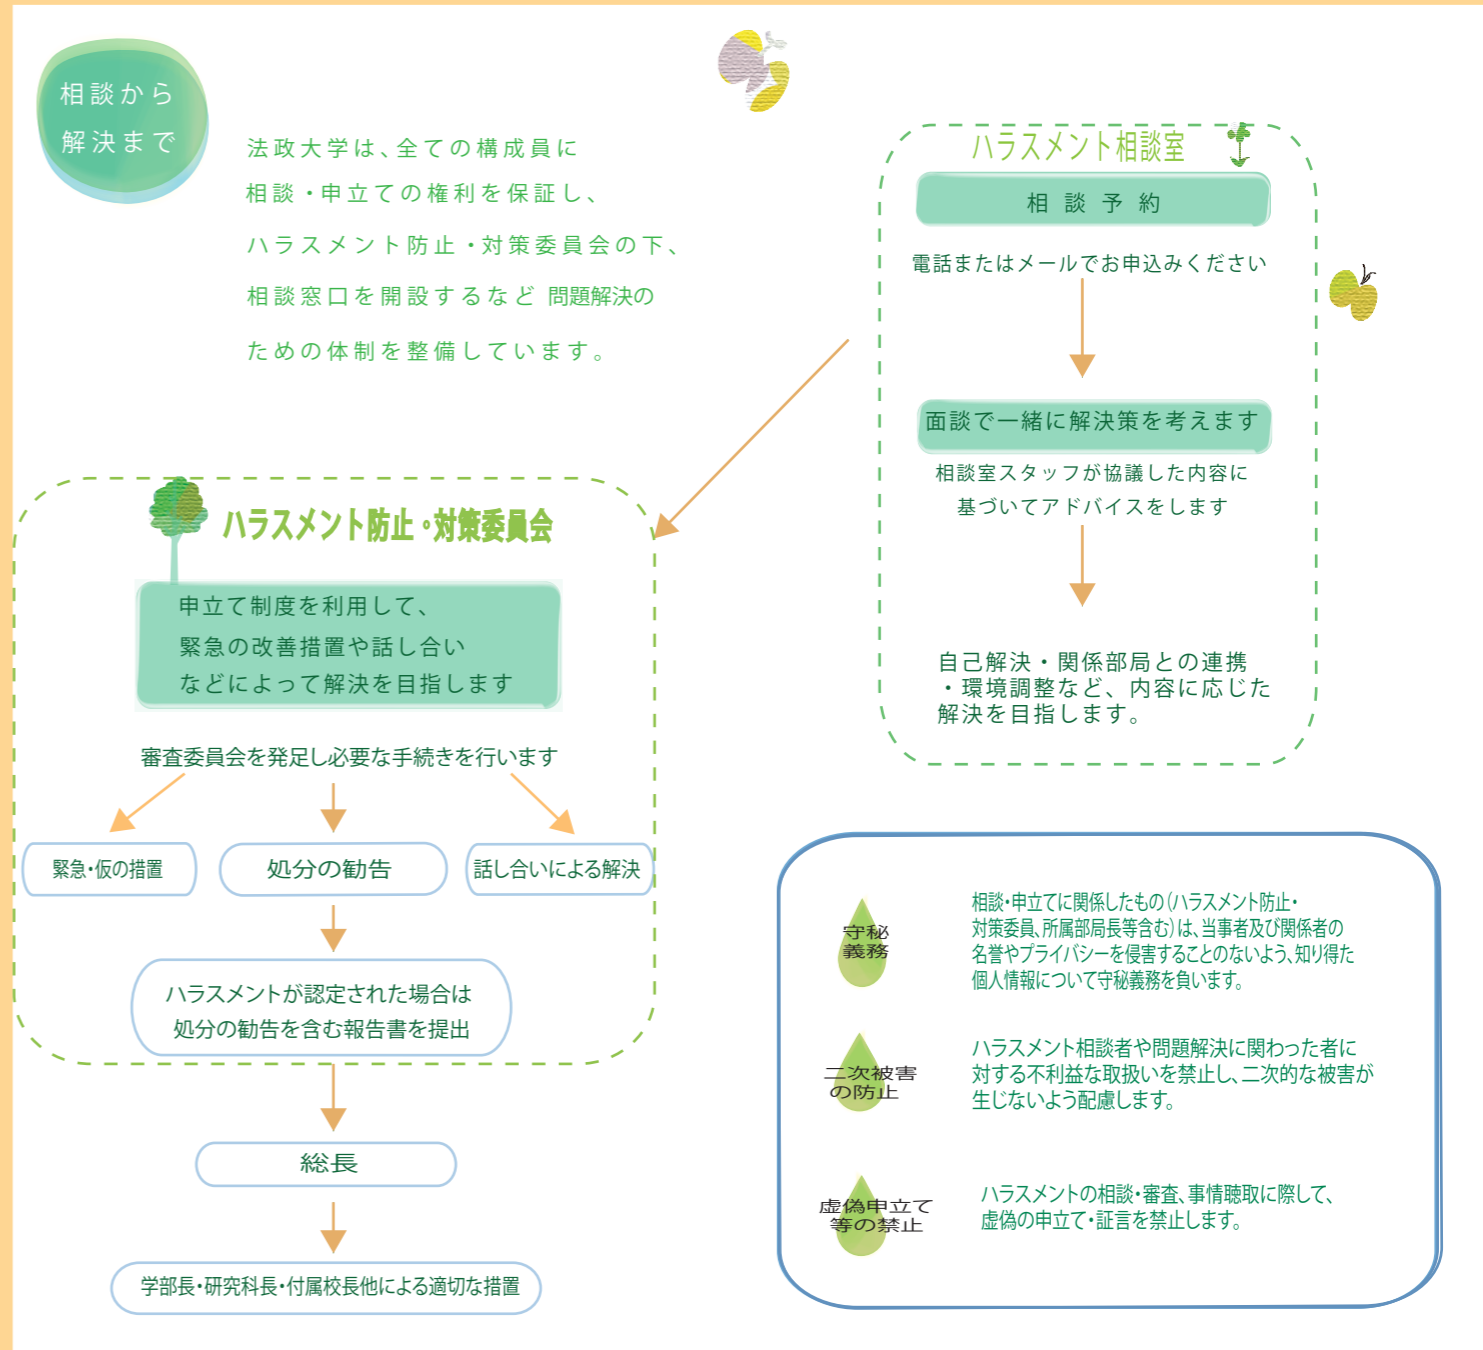 相談から
解決まで
法政大学は、全ての構成員に
相談・申立ての権利を保証し、
ハラスメント防止・対策委員会の下、
相談窓口を開設するなど 問題解決の
ための体制を整備しています。
ハラスメント相談室
相談予約
電話またはメールでお申込みください
面談で一緒に解決策を考えます
相談室スタッフが協議した内容に
基づいてアドバイスをします
自己解決・関係部局との連携
・環境調整など、内容に応じた
解決を目指します。
ハラスメント防止・対策委員会
申立て制度を利用して、
緊急の改善措置や話し合い
などによって解決を目指します
審査委員会を発足し必要な手続きを行います
緊急・仮の措置
処分の勧告
話し合いによる解決
ハラスメントが認定された場合は
処分の勧告を含む報告書を提出
総長
学部長・研究科長・付属校長他による適切な措置
守秘
義務
相談・申立てに関係したもの(ハラスメント防止・
対策委員、所属部局長等含む)は、当事者及び関係者の
名誉やプライバシーを侵害することのないよう、知り得た
個人情報について守秘義務を負います。
二次被害
の防止
ハラスメント相談者や問題解決に関わった者に
対する不利益な取扱いを禁止し、二次的な被害が
生じないよう配慮します。
虚偽申立て
等の禁止
ハラスメントの相談・審査、事情聴取に際して、
虚偽の申立て・証言を禁止します。